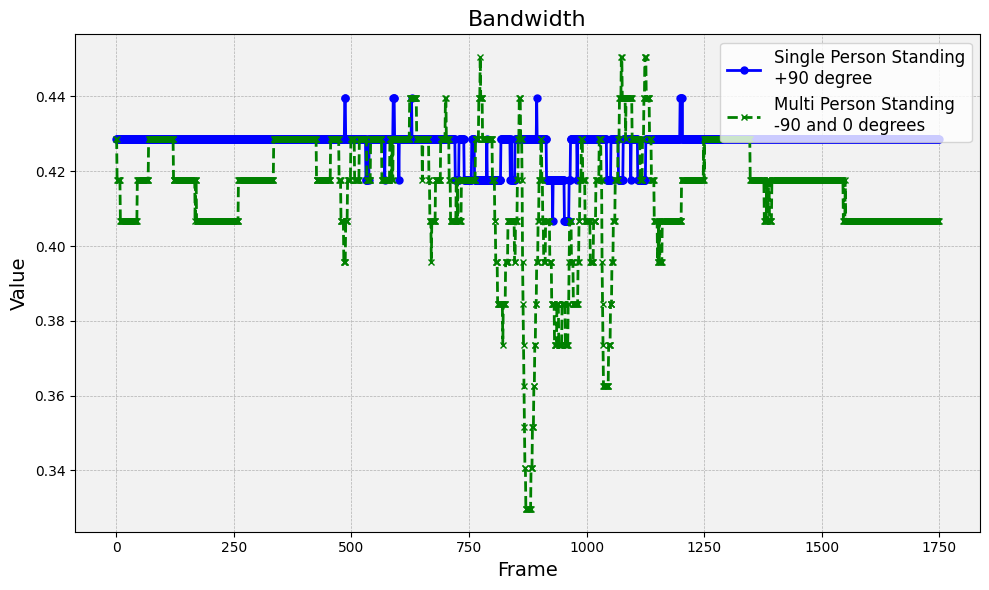 Bandwidth
Single Person Standing
+90 degree
Multi Person Standing
-90 and 0 degrees
Value
0.44
0.42
0.40
0.38
0.36
0.34
0
250
500
750
1000
1250
1500
1750
Frame